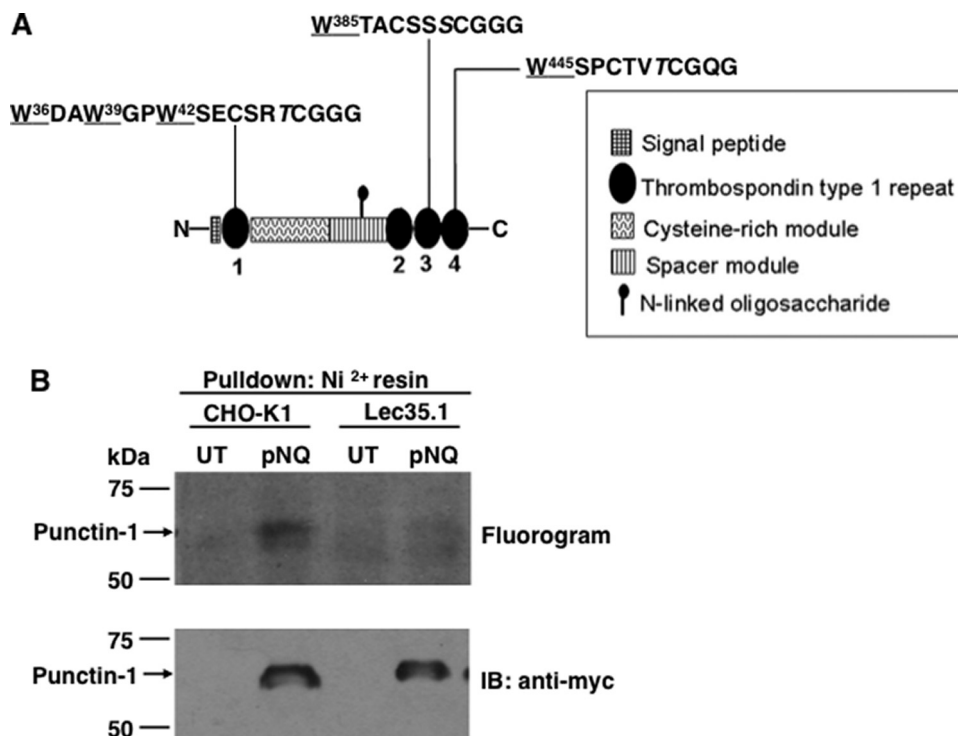 A
W385TACSSSCGGG
W445SPCTVTCGQG
W36DAW39GPW42SECSRTCGGG
Signal peptide
Thrombospondin type 1 repeat
Cysteine-rich module
Spacer module
N-linked oligosaccharide
N
C
1
2
3
4
B
Pulldown: Ni 2+ resin
CHO-K1
Lec35.1
kDa
UT
pNQ
UT
pNQ
75
Punctin-1
Fluorogram
50
75
Punctin-1
IB: anti-myc
50